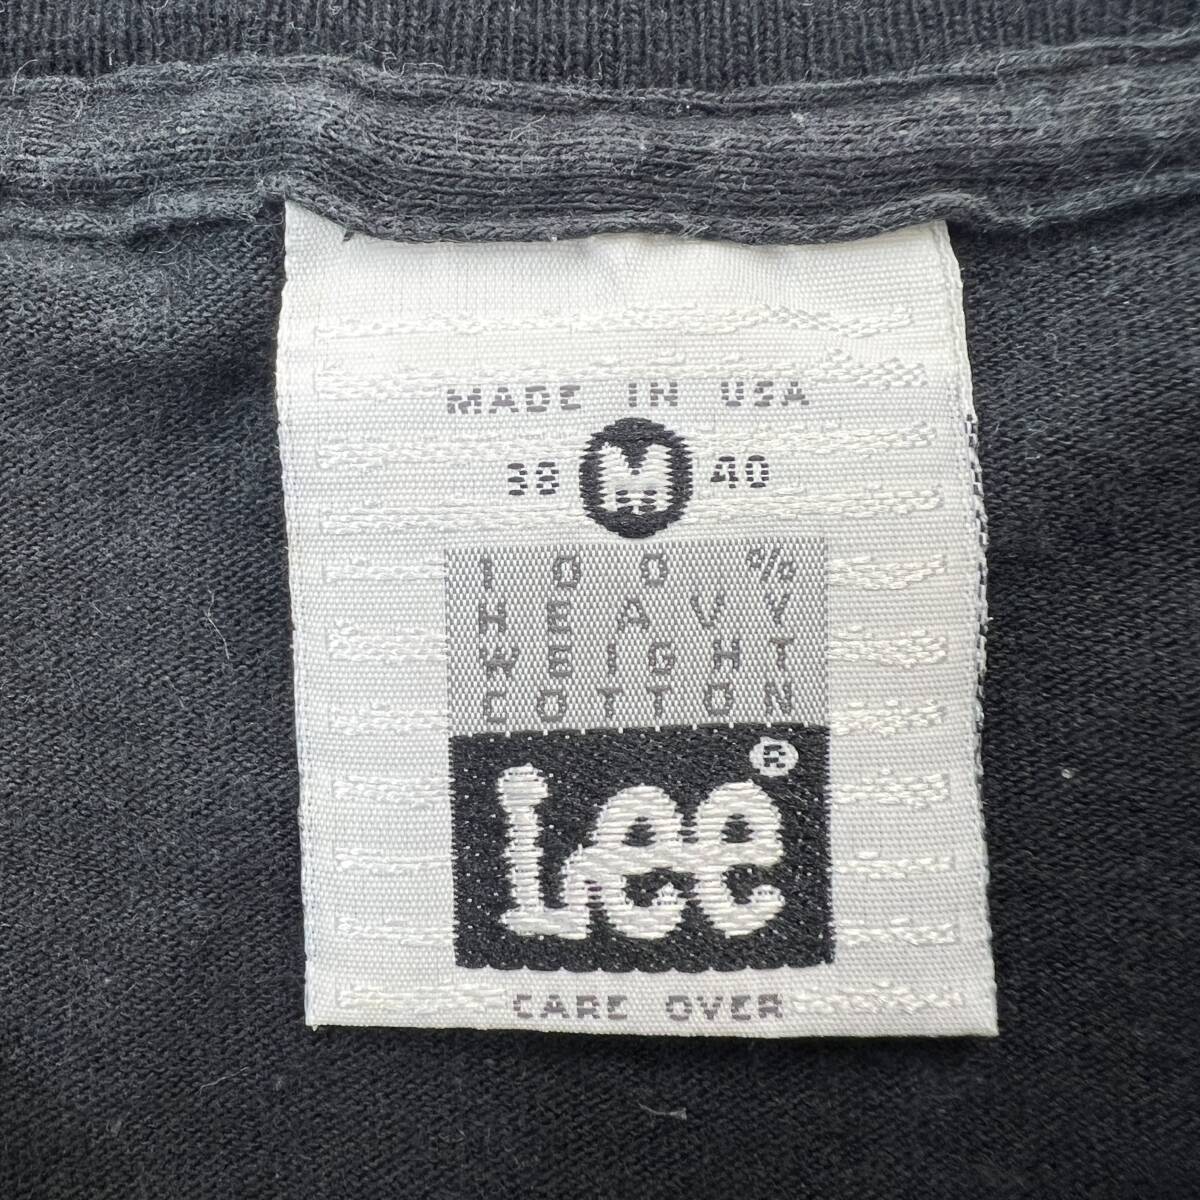 MADE IN USA
38 M 40
100%
HEAVY
WEIGHT
COTTON
Lee®
CARE OVER